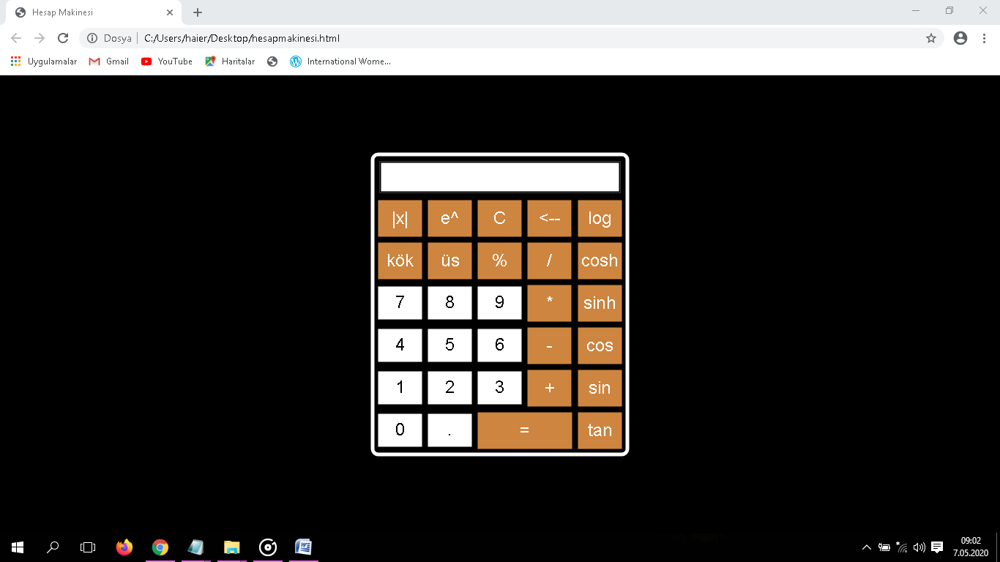 Hesap Makinesi
Dosya C:/Users/haier/Desktop/hesapmakinesi.html
Uygulamalar Gmail YouTube Haritalar International Wome...
|x| e^ C <-- log
kök üs % / cosh
7 8 9 * sinh
4 5 6 - cos
1 2 3 + sin
0 . = tan
09:02
7.05.2020